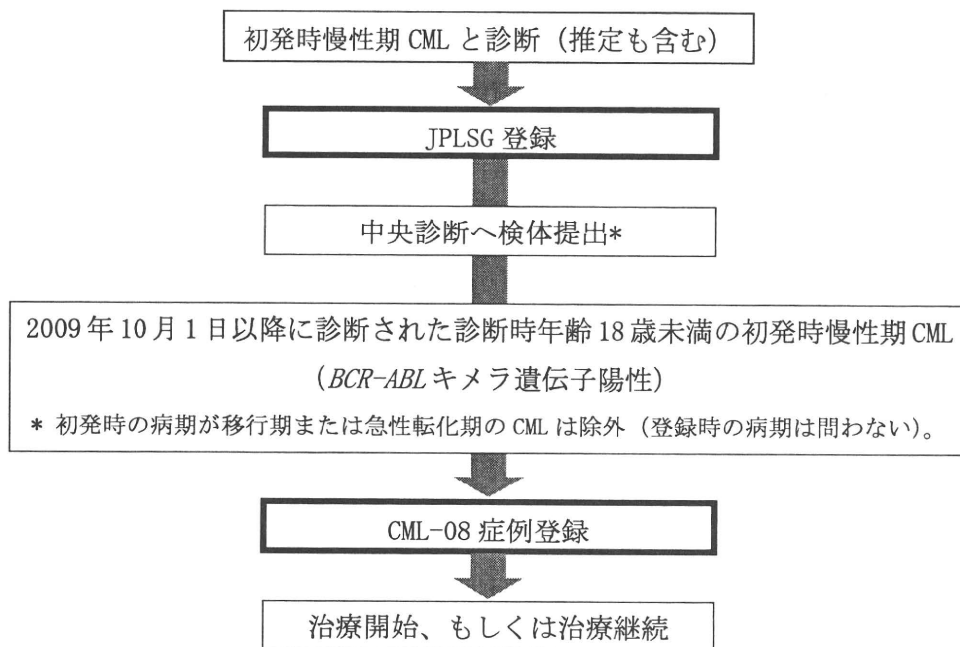 初発時慢性期 CML と診断（推定も含む）
JPLSG 登録
中央診断へ検体提出*
2009 年 10 月 1 日以降に診断された診断時年齢 18 歳未満の初発時慢性期 CML
（BCR-ABL キメラ遺伝子陽性）
* 初発時の病期が移行期または急性転化期の CML は除外（登録時の病期は問わない）。
CML-08 症例登録
治療開始、もしくは治療継続